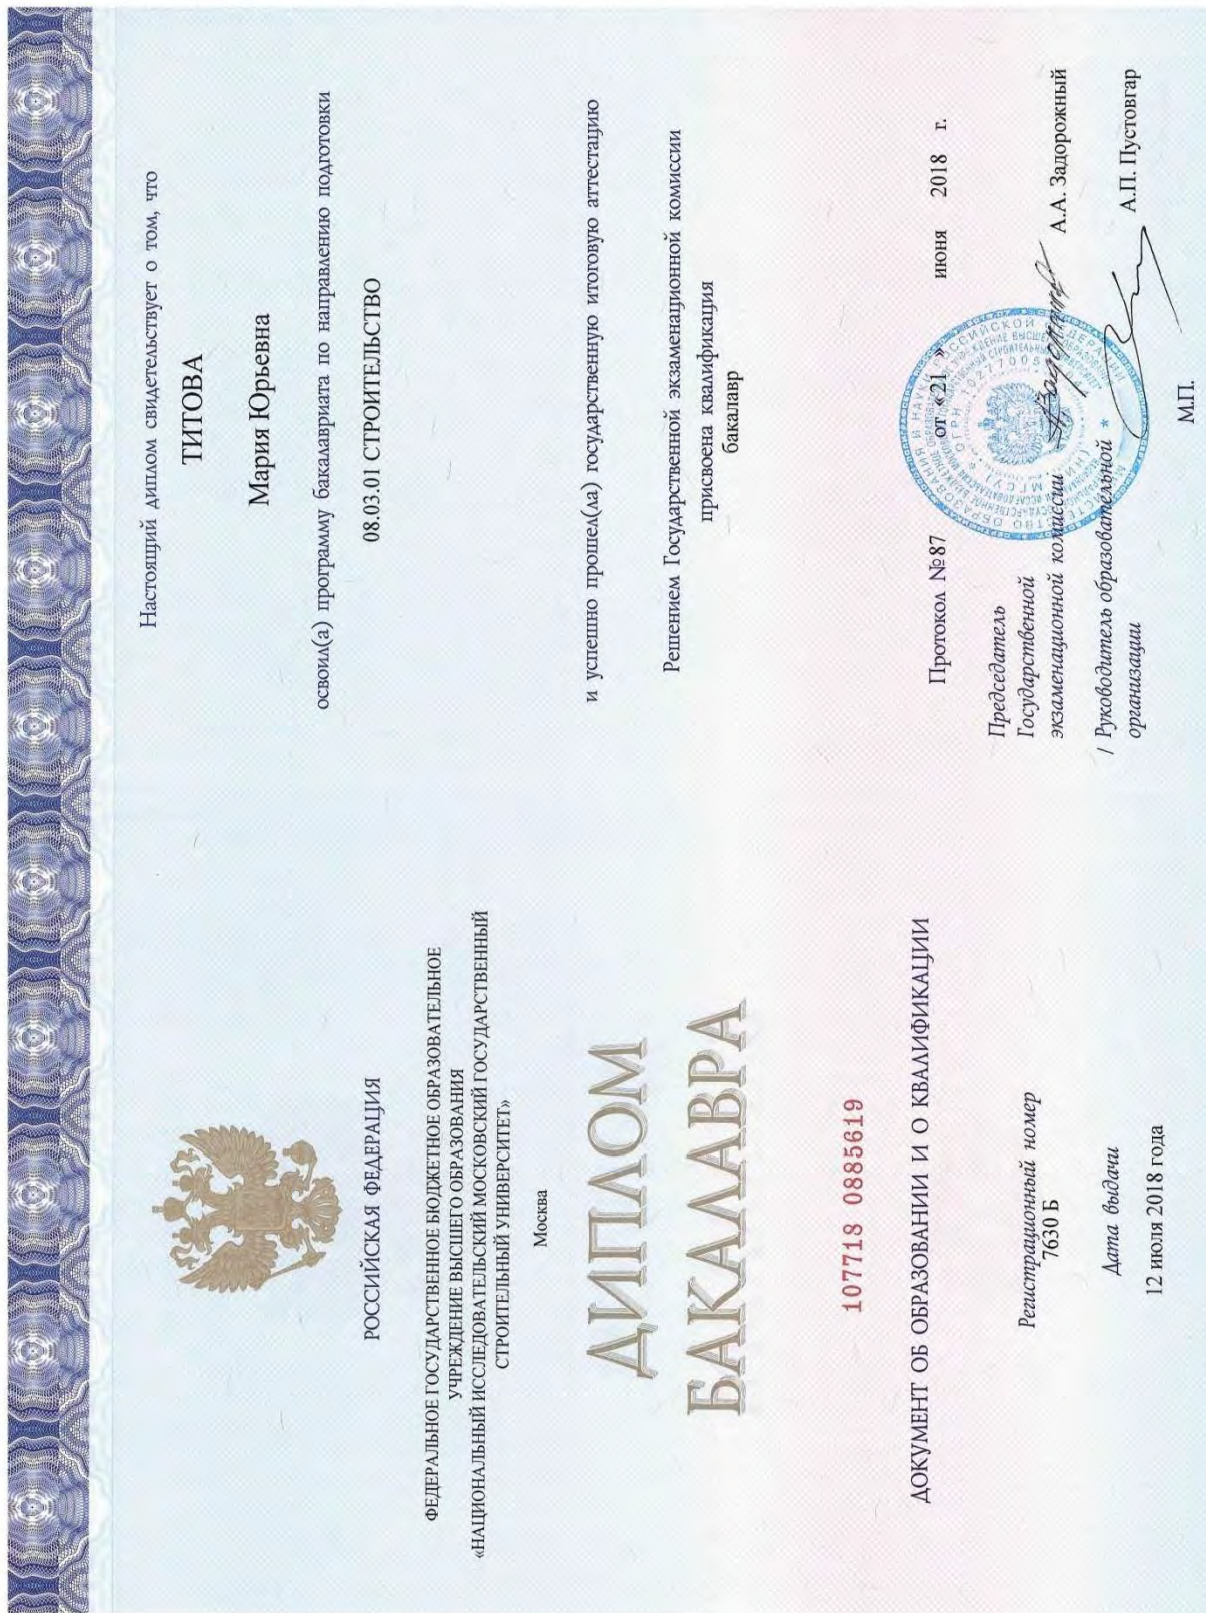 РОССИЙСКАЯ ФЕДЕРАЦИЯ
ФЕДЕРАЛЬНОЕ ГОСУДАРСТВЕННОЕ БЮДЖЕТНОЕ ОБРАЗОВАТЕЛЬНОЕ
УЧРЕЖДЕНИЕ ВЫСШЕГО ОБРАЗОВАНИЯ
«НАЦИОНАЛЬНЫЙ ИССЛЕДОВАТЕЛЬСКИЙ МОСКОВСКИЙ ГОСУДАРСТВЕННЫЙ
СТРОИТЕЛЬНЫЙ УНИВЕРСИТЕТ»
Москва
ДИПЛОМ
БАКАЛАВРА
107718 0885619
ДОКУМЕНТ ОБ ОБРАЗОВАНИИ И О КВАЛИФИКАЦИИ
Регистрационный номер
7630 Б
Дата выдачи
12 июля 2018 года
Настоящий диплом свидетельствует о том, что
ТИТОВА
Мария Юрьевна
освоил(а) программу бакалавриата по направлению подготовки
08.03.01 СТРОИТЕЛЬСТВО
и успешно прошел(ла) государственную итоговую аттестацию
Решением Государственной экзаменационной комиссии
присвоена квалификация
бакалавр
Протокол №87 от «21 » июня 2018 г.
Председатель
Государственной
экзаменационной комиссии А.А. Задорожный
/ Руководитель образовательной
организации А.П. Пустовгар
М.П.